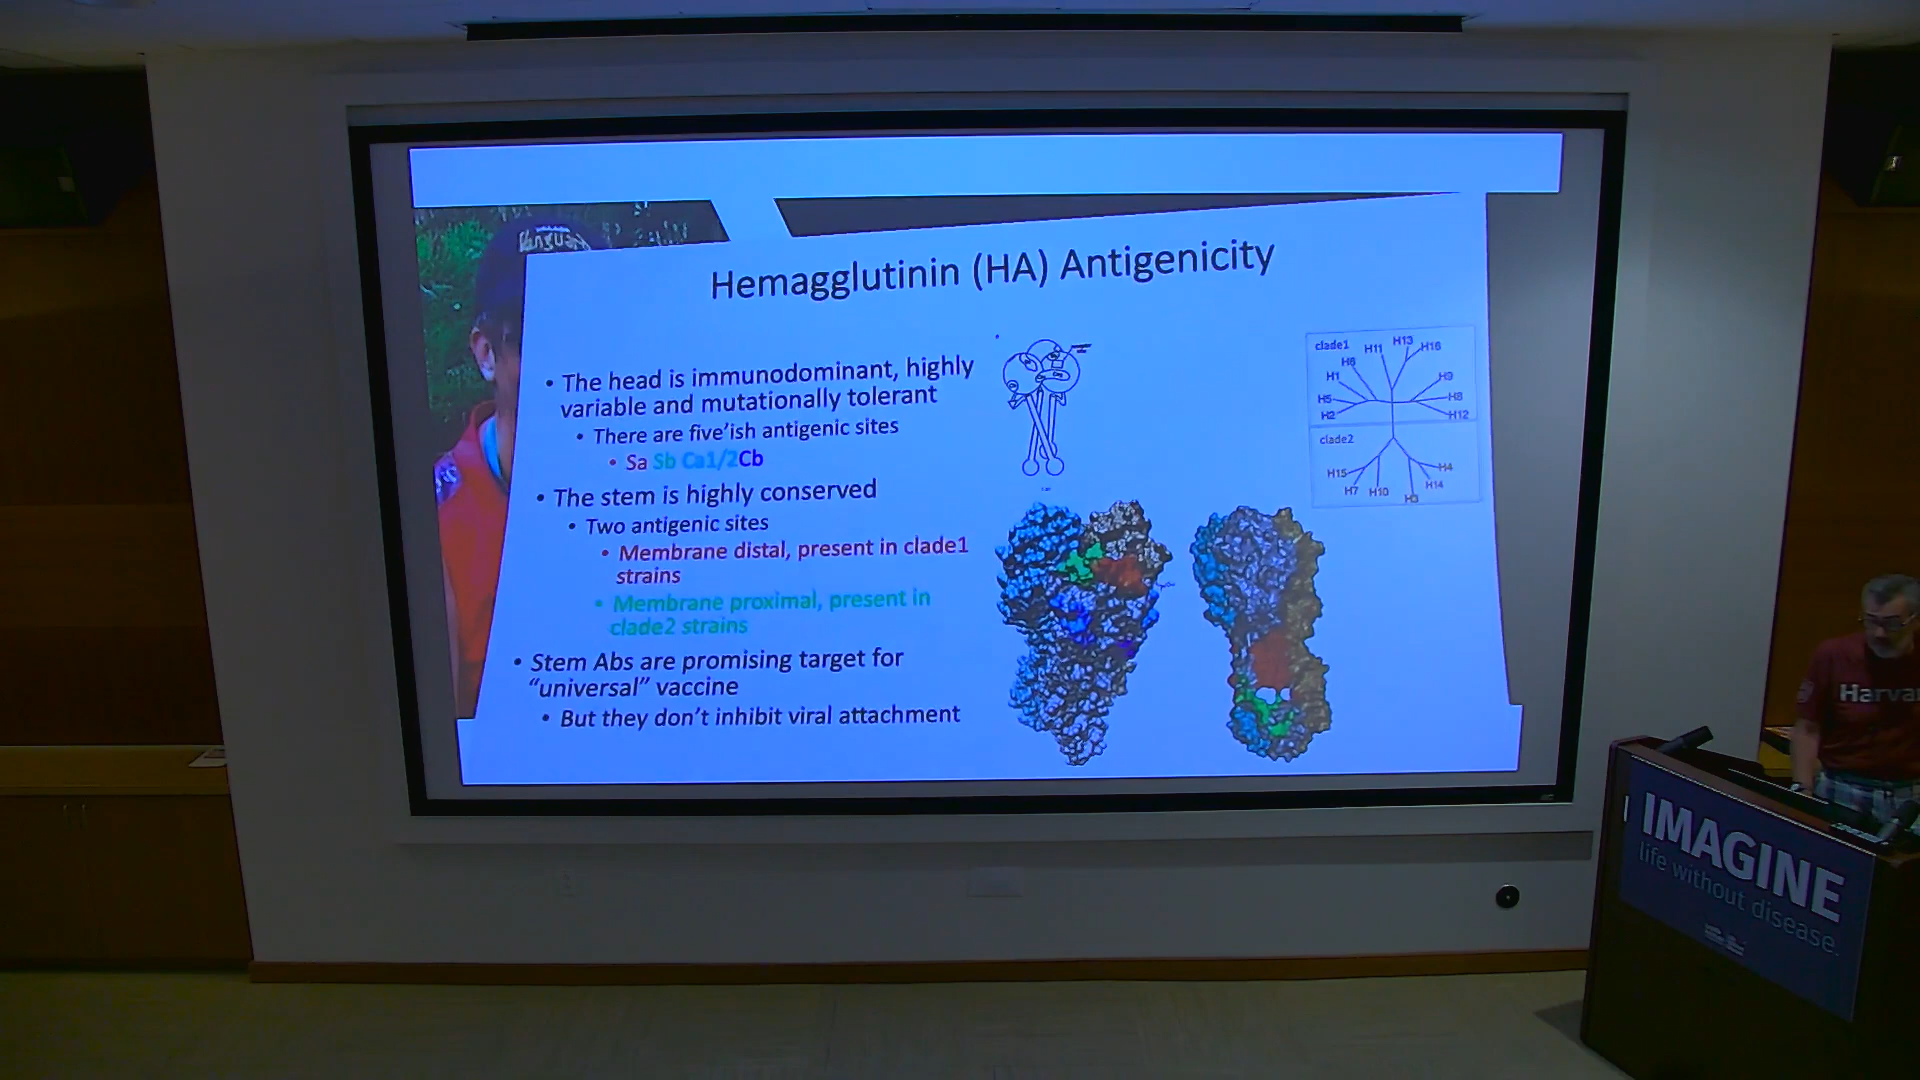 Vanguard
Hemagglutinin (HA) Antigenicity
• The head is immunodominant, highly
variable and mutationally tolerant
• There are five'ish antigenic sites
• Sa Sb Ca1/2Cb
• The stem is highly conserved
• Two antigenic sites
• Membrane distal, present in clade1
strains
• Membrane proximal, present in
clade2 strains
• Stem Abs are promising target for
"universal" vaccine
• But they don't inhibit viral attachment
clade1
H11
H13
H16
H6
H1
H9
H5
H8
H2
H12
clade2
H15
H4
H7
H10
H14
H3
Harva
IMAGINE
life without disease.